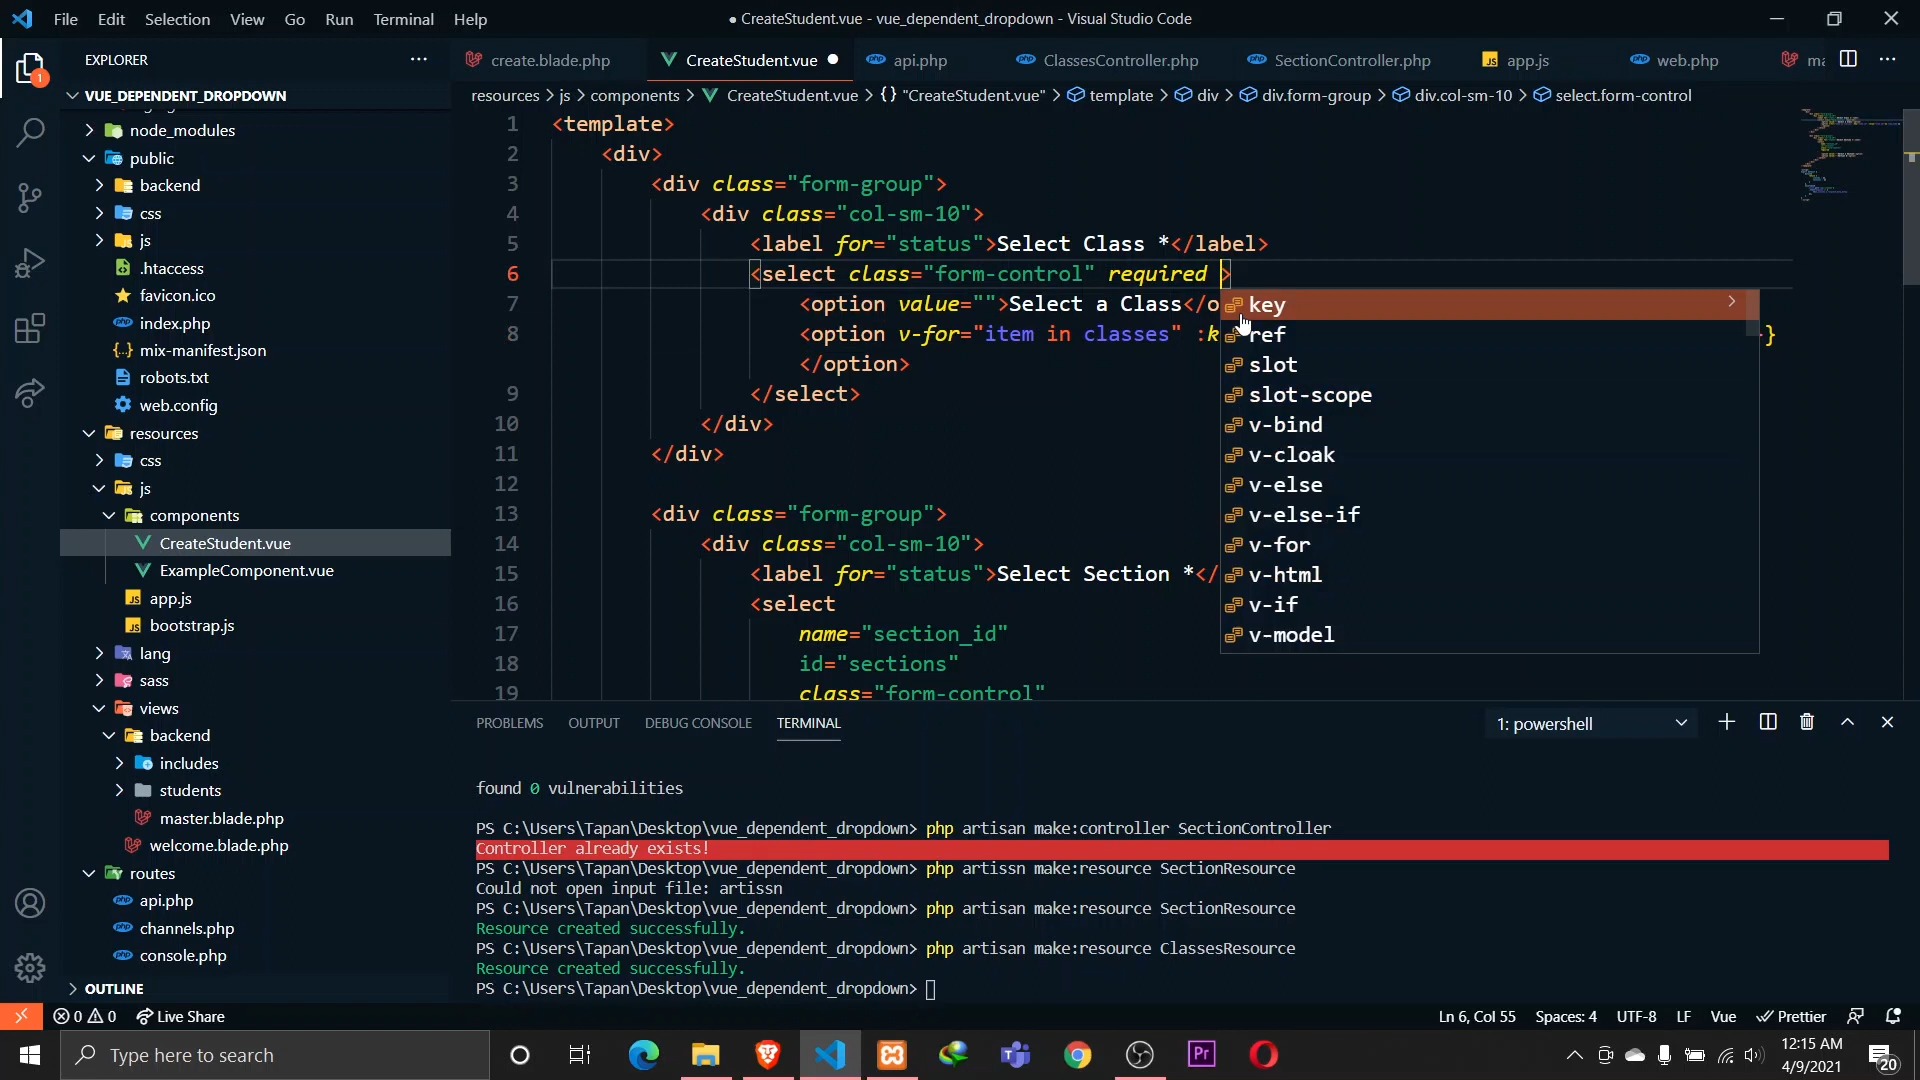 File Edit Selection View Go Run Terminal Help
● CreateStudent.vue - vue_dependent_dropdown - Visual Studio Code
EXPLORER
VUE_DEPENDENT_DROPDOWN
node_modules
public
backend
css
js
.htaccess
favicon.ico
index.php
mix-manifest.json
robots.txt
web.config
resources
css
js
components
CreateStudent.vue
ExampleComponent.vue
app.js
bootstrap.js
lang
sass
views
backend
includes
students
master.blade.php
welcome.blade.php
routes
api.php
channels.php
console.php
OUTLINE
create.blade.php CreateStudent.vue api.php ClassesController.php SectionController.php app.js web.php
resources > js > components > CreateStudent.vue > {} "CreateStudent.vue" > template > div > div.form-group > div.col-sm-10 > select.form-control
1 <template>
2 <div>
3 <div class="form-group">
4 <div class="col-sm-10">
5 <label for="status">Select Class *</label>
6 <select class="form-control" required >
7 <option value="">Select a Class</o
8 <option v-for="item in classes" :k }
</option>
9 </select>
10 </div>
11 </div>
12
13 <div class="form-group">
14 <div class="col-sm-10">
15 <label for="status">Select Section *</
16 <select
17 name="section_id"
18 id="sections"
19 class="form-control"
key
ref
slot
slot-scope
v-bind
v-cloak
v-else
v-else-if
v-for
v-html
v-if
v-model
PROBLEMS OUTPUT DEBUG CONSOLE TERMINAL
1: powershell
found 0 vulnerabilities
PS C:\Users\Tapan\Desktop\vue_dependent_dropdown> php artisan make:controller SectionController
Controller already exists!
PS C:\Users\Tapan\Desktop\vue_dependent_dropdown> php artissn make:resource SectionResource
Could not open input file: artissn
PS C:\Users\Tapan\Desktop\vue_dependent_dropdown> php artisan make:resource SectionResource
Resource created successfully.
PS C:\Users\Tapan\Desktop\vue_dependent_dropdown> php artisan make:resource ClassesResource
Resource created successfully.
PS C:\Users\Tapan\Desktop\vue_dependent_dropdown>
0 0 Live Share
Ln 6, Col 55 Spaces: 4 UTF-8 LF Vue Prettier
Type here to search
12:15 AM
4/9/2021
20